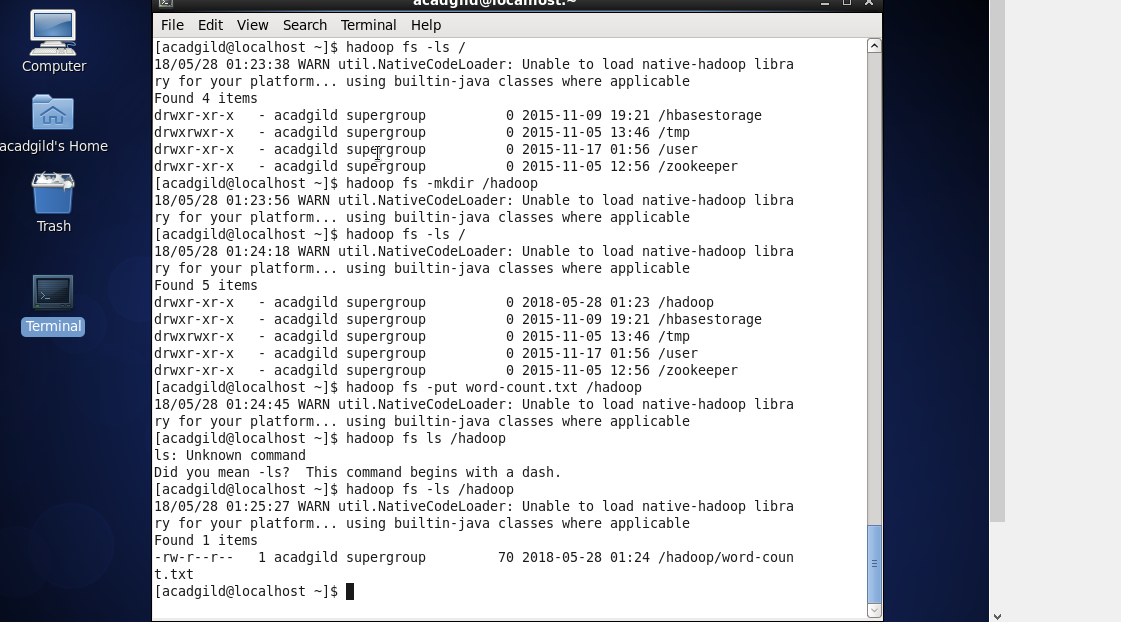 acadgild@localhost:~
File Edit View Search Terminal Help
Computer
acadgild's Home
Trash
Terminal
[acadgild@localhost ~]$ hadoop fs -ls /
18/05/28 01:23:38 WARN util.NativeCodeLoader: Unable to load native-hadoop libra
ry for your platform... using builtin-java classes where applicable
Found 4 items
drwxr-xr-x   - acadgild supergroup          0 2015-11-09 19:21 /hbasestorage
drwxrwxr-x   - acadgild supergroup          0 2015-11-05 13:46 /tmp
drwxr-xr-x   - acadgild supergroup          0 2015-11-17 01:56 /user
drwxr-xr-x   - acadgild supergroup          0 2015-11-05 12:56 /zookeeper
[acadgild@localhost ~]$ hadoop fs -mkdir /hadoop
18/05/28 01:23:56 WARN util.NativeCodeLoader: Unable to load native-hadoop libra
ry for your platform... using builtin-java classes where applicable
[acadgild@localhost ~]$ hadoop fs -ls /
18/05/28 01:24:18 WARN util.NativeCodeLoader: Unable to load native-hadoop libra
ry for your platform... using builtin-java classes where applicable
Found 5 items
drwxr-xr-x   - acadgild supergroup          0 2018-05-28 01:23 /hadoop
drwxr-xr-x   - acadgild supergroup          0 2015-11-09 19:21 /hbasestorage
drwxrwxr-x   - acadgild supergroup          0 2015-11-05 13:46 /tmp
drwxr-xr-x   - acadgild supergroup          0 2015-11-17 01:56 /user
drwxr-xr-x   - acadgild supergroup          0 2015-11-05 12:56 /zookeeper
[acadgild@localhost ~]$ hadoop fs -put word-count.txt /hadoop
18/05/28 01:24:45 WARN util.NativeCodeLoader: Unable to load native-hadoop libra
ry for your platform... using builtin-java classes where applicable
[acadgild@localhost ~]$ hadoop fs ls /hadoop
ls: Unknown command
Did you mean -ls?  This command begins with a dash.
[acadgild@localhost ~]$ hadoop fs -ls /hadoop
18/05/28 01:25:27 WARN util.NativeCodeLoader: Unable to load native-hadoop libra
ry for your platform... using builtin-java classes where applicable
Found 1 items
-rw-r--r--   1 acadgild supergroup         70 2018-05-28 01:24 /hadoop/word-coun
t.txt
[acadgild@localhost ~]$